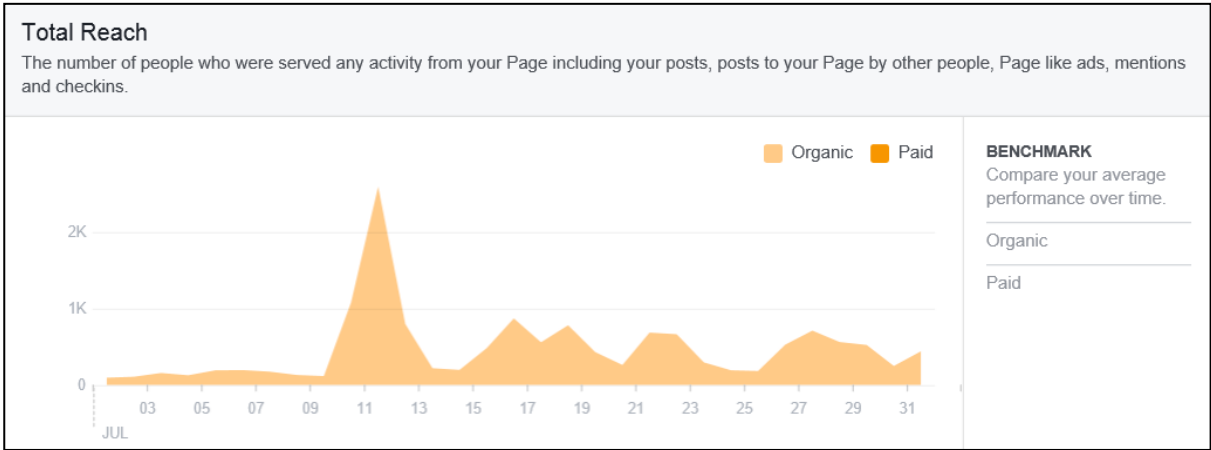 Total Reach
The number of people who were served any activity from your Page including your posts, posts to your Page by other people, Page like ads, mentions
and checkins.
Organic Paid
BENCHMARK
Compare your average
performance over time.
Organic
Paid
2K
1K
0
03 05 07 09 11 13 15 17 19 21 23 25 27 29 31
JUL